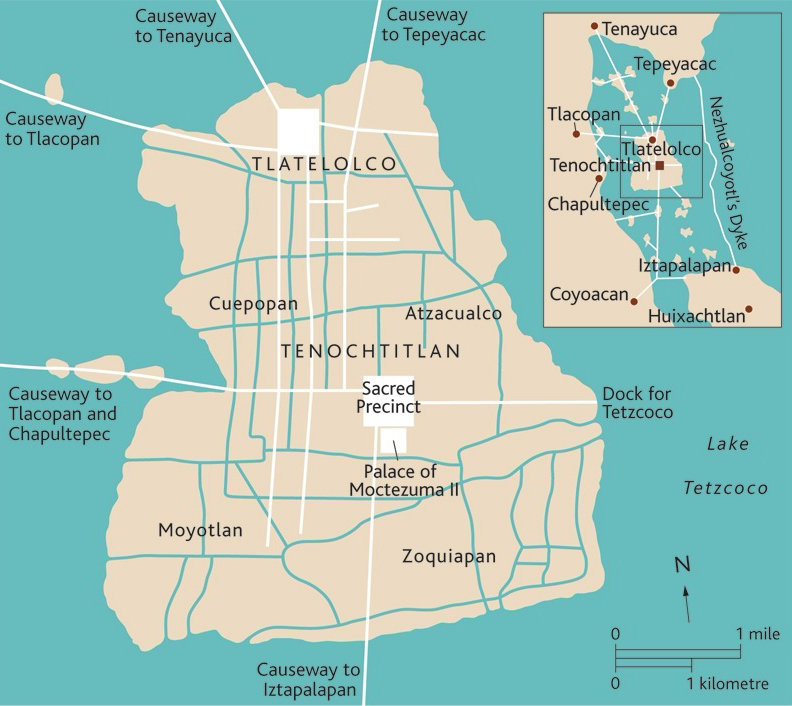 Causeway
to Tenayuca
Causeway
to Tepeyacac
Causeway
to Tlacopan
TLATELOLCO
Cuepopan
Atzacualco
TENOCHTITLAN
Sacred
Precinct
Causeway to
Tlacopan and
Chapultepec
Dock for
Tetzcoco
Palace of
Moctezuma II
Lake
Tetzcoco
Moyotlan
Zoquiapan
Causeway to
Iztapalapan
N
0 1 mile
0 1 kilometre
Tenayuca
Tepeyacac
Tlacopan
Tlatelolco
Tenochtitlan
Chapultepec
Nezhualcoyotl's Dyke
Iztapalapan
Coyoacan
Huixachtlan